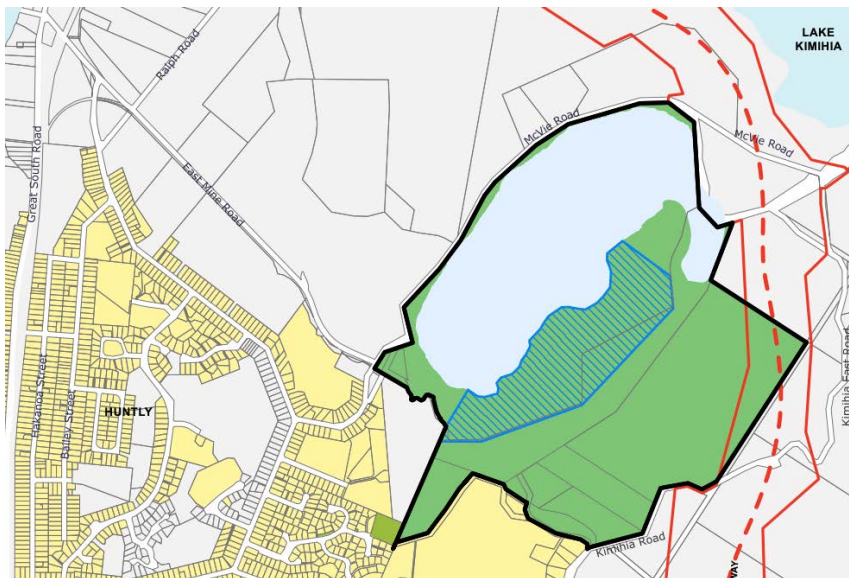 LAKE
KIMIHIA
Ralph Road
McVie Road
McVie Road
Great South Road
East Mine Road
Kimihia East Road
Hakanoa Street
Bailey Street
HUNTLY
Kimihia Road
WAY